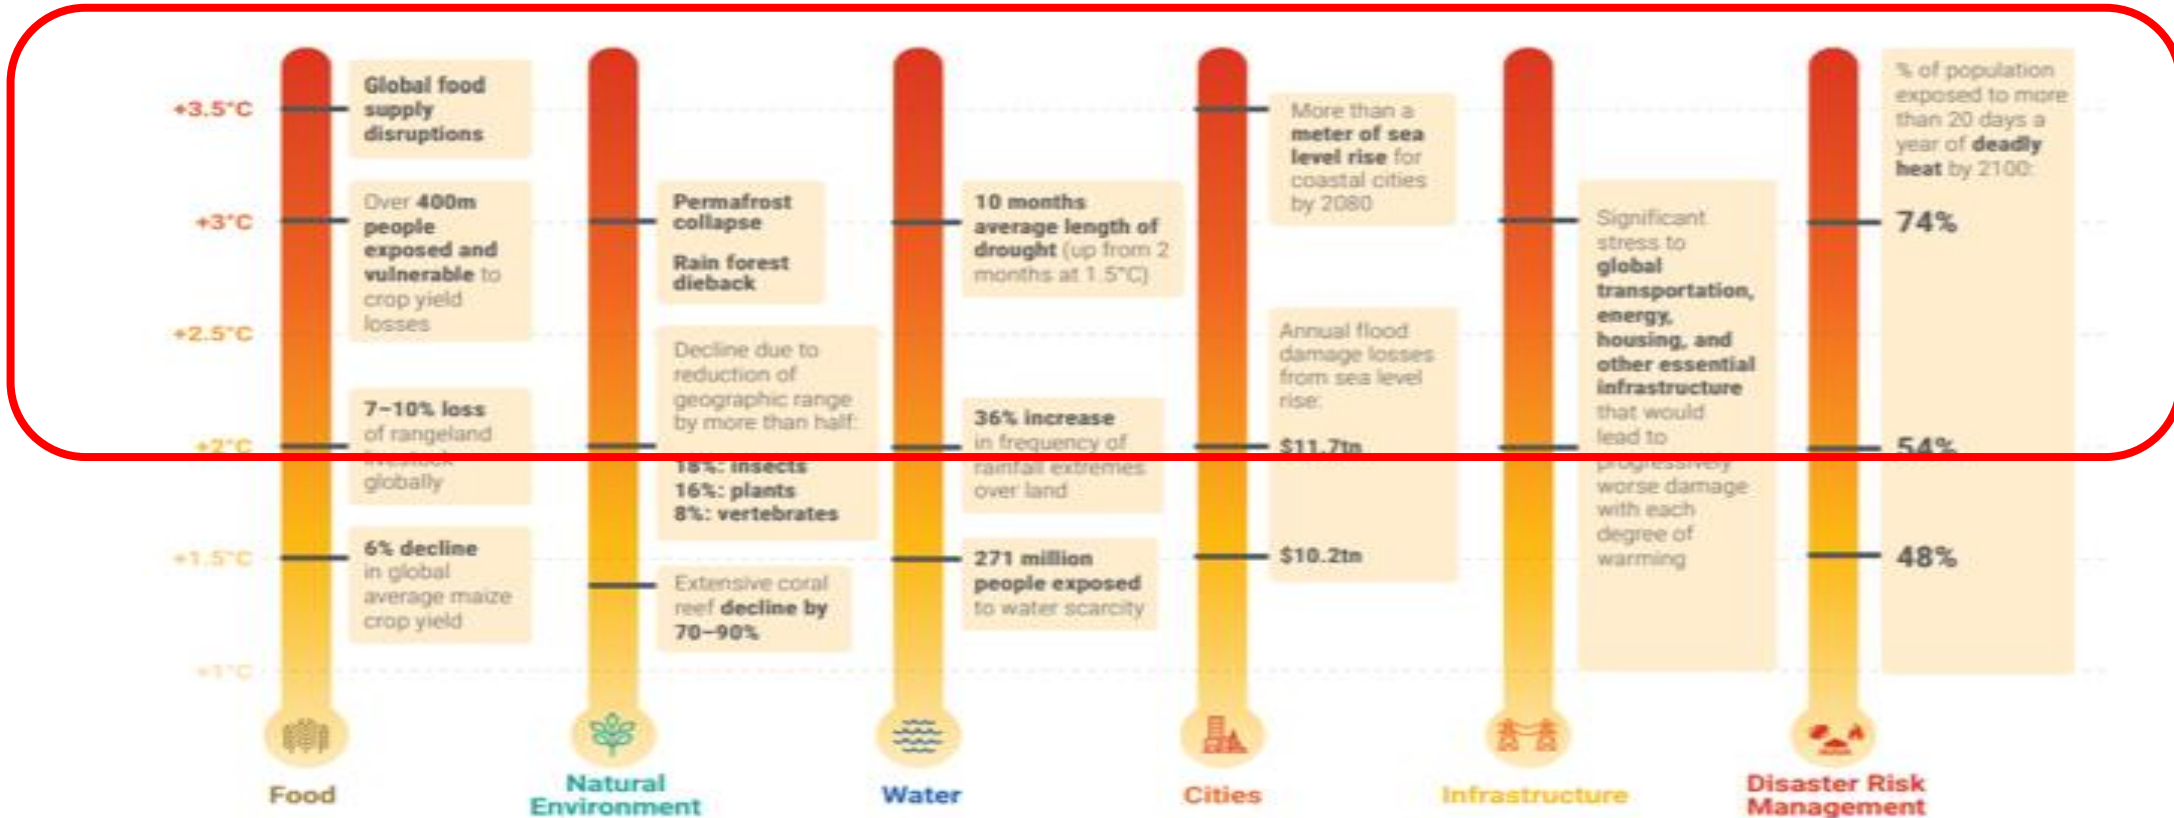 +3.5°C
+3°C
+2.5°C
+2°C
+1.5°C
+1°C
Global food
supply
disruptions
Over 400m
people
exposed and
vulnerable to
crop yield
losses
7–10% loss
of rangeland
livestock
globally
6% decline
in global
average maize
crop yield
Food
Permafrost
collapse
Rain forest
dieback
Decline due to
reduction of
geographic range
by more than half:
18%: insects
16%: plants
8%: vertebrates
Extensive coral
reef decline by
70–90%
Natural
Environment
10 months
average length of
drought (up from 2
months at 1.5°C)
36% increase
in frequency of
rainfall extremes
over land
271 million
people exposed
to water scarcity
Water
More than a
meter of sea
level rise for
coastal cities
by 2080
Annual flood
damage losses
from sea level
rise:
$11.7tn
$10.2tn
Cities
Significant
stress to
global
transportation,
energy,
housing, and
other essential
infrastructure
that would
lead to
progressively
worse damage
with each
degree of
warming
Infrastructure
% of population
exposed to more
than 20 days a
year of deadly
heat by 2100:
74%
54%
48%
Disaster Risk
Management